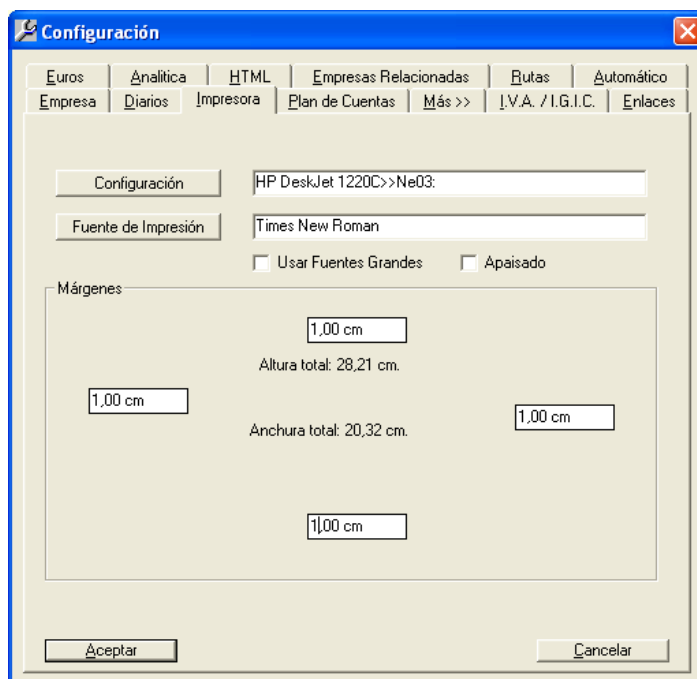 Configuración
Euros Analítica HTML Empresas Relacionadas Rutas Automático
Empresa Diarios Impresora Plan de Cuentas Más >> I.V.A. / I.G.I.C. Enlaces
Configuración HP DeskJet 1220C>>Ne03:
Fuente de Impresión Times New Roman
Usar Fuentes Grandes Apaisado
Márgenes
1,00 cm
Altura total: 28,21 cm.
1,00 cm
1,00 cm
Anchura total: 20,32 cm.
1,00 cm
Aceptar Cancelar